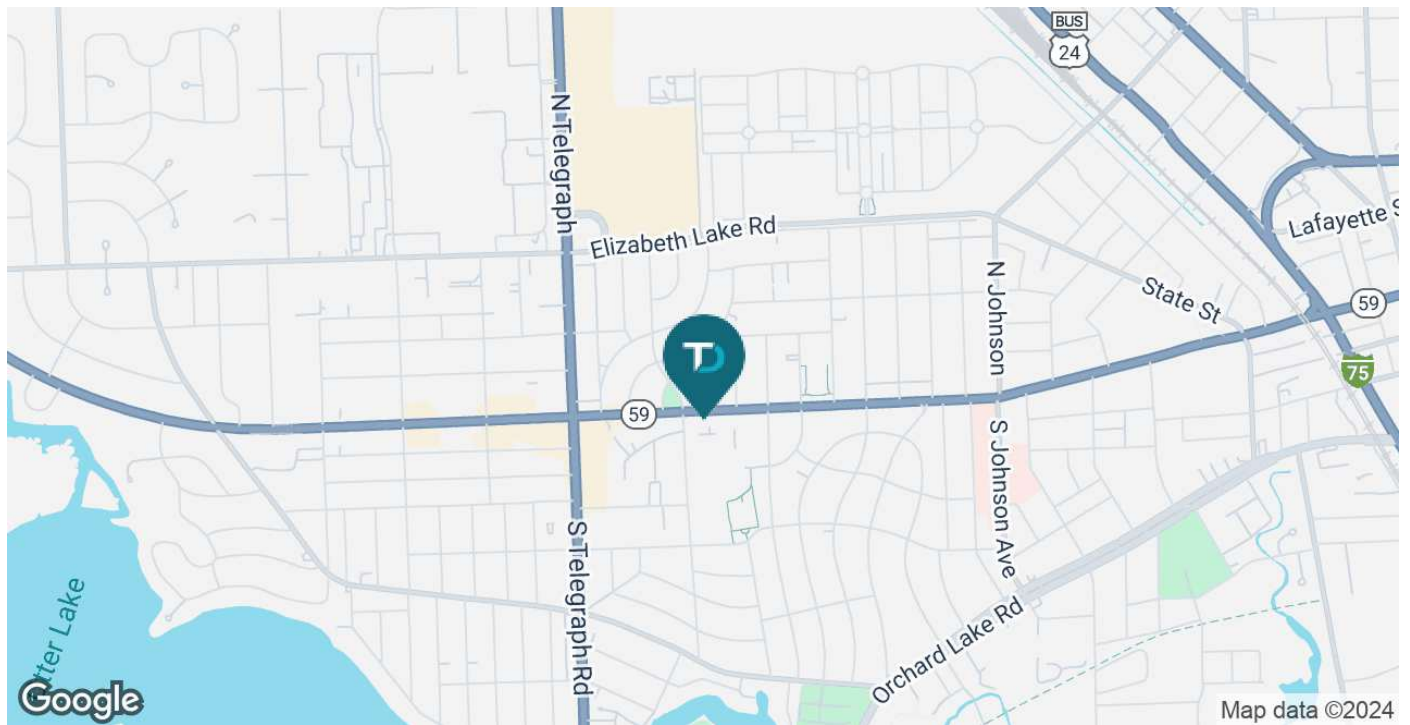 BUS
24
N Telegraph
Elizabeth Lake Rd
Lafayette S
N Johnson
State St
59
TD
75
59
S Johnson Ave
S Telegraph Rd
tter Lake
Orchard Lake Rd
Google
Map data ©2024